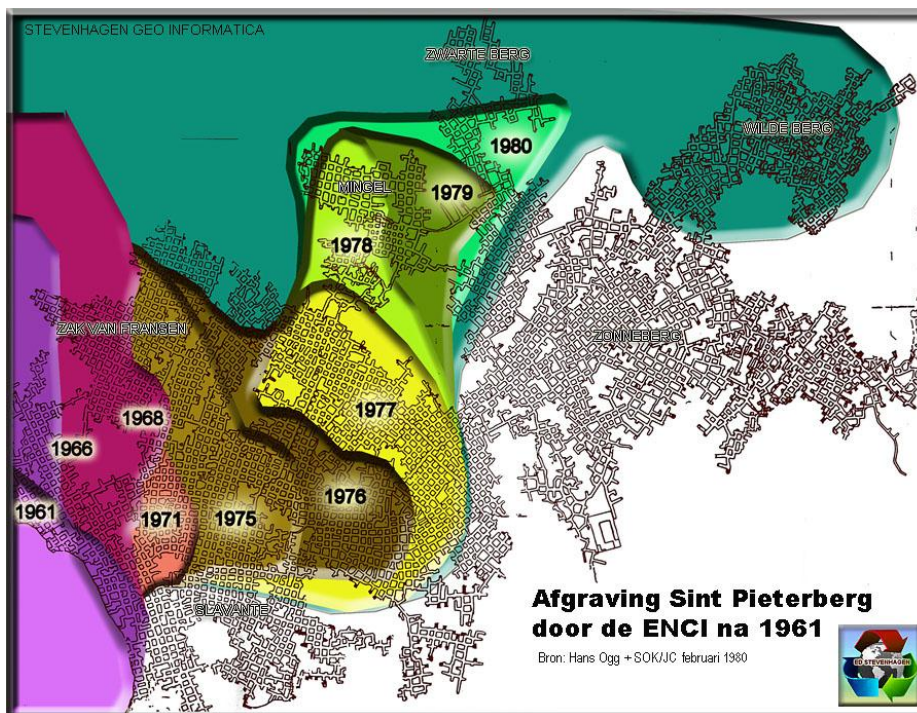 STEVENHAGEN GEO INFORMATICA
ZWARTE BERG
WILDE BERG
1980
MINGEL
1979
1978
ZAK VAN FRANSEN
ZONNEBERG
1977
1968
1966
1976
1961
1971
1975
SLAVANTE
Afgraving Sint Pieterberg
door de ENCI na 1961
Bron: Hans Ogg + SOK/JC februari 1980
ED STEVENHAGEN